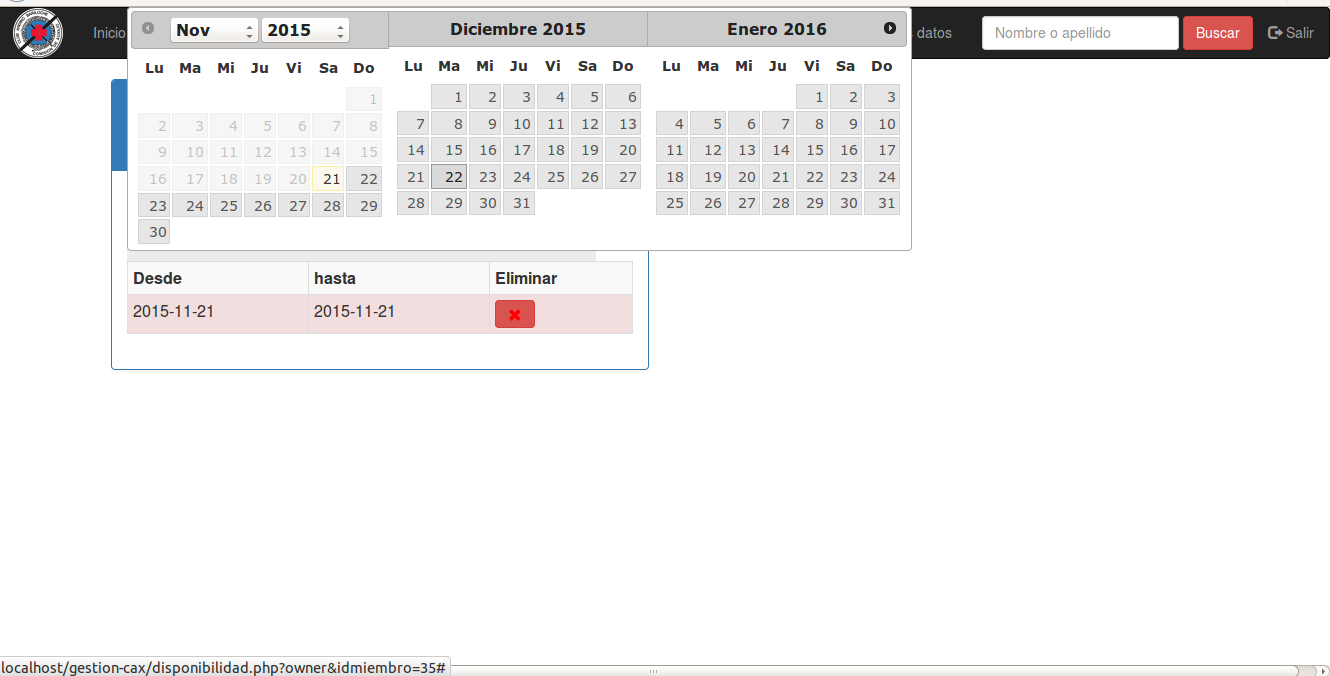 Inicio
datos
Nombre o apellido
Buscar
Salir
Nov 2015
Diciembre 2015
Enero 2016
Lu Ma Mi Ju Vi Sa Do
1
2 3 4 5 6 7 8
9 10 11 12 13 14 15
16 17 18 19 20 21 22
23 24 25 26 27 28 29
30
Lu Ma Mi Ju Vi Sa Do
1 2 3 4 5 6
7 8 9 10 11 12 13
14 15 16 17 18 19 20
21 22 23 24 25 26 27
28 29 30 31
Lu Ma Mi Ju Vi Sa Do
1 2 3
4 5 6 7 8 9 10
11 12 13 14 15 16 17
18 19 20 21 22 23 24
25 26 27 28 29 30 31
Desde hasta Eliminar
2015-11-21 2015-11-21
localhost/gestion-cax/disponibilidad.php?owner&idmiembro=35#